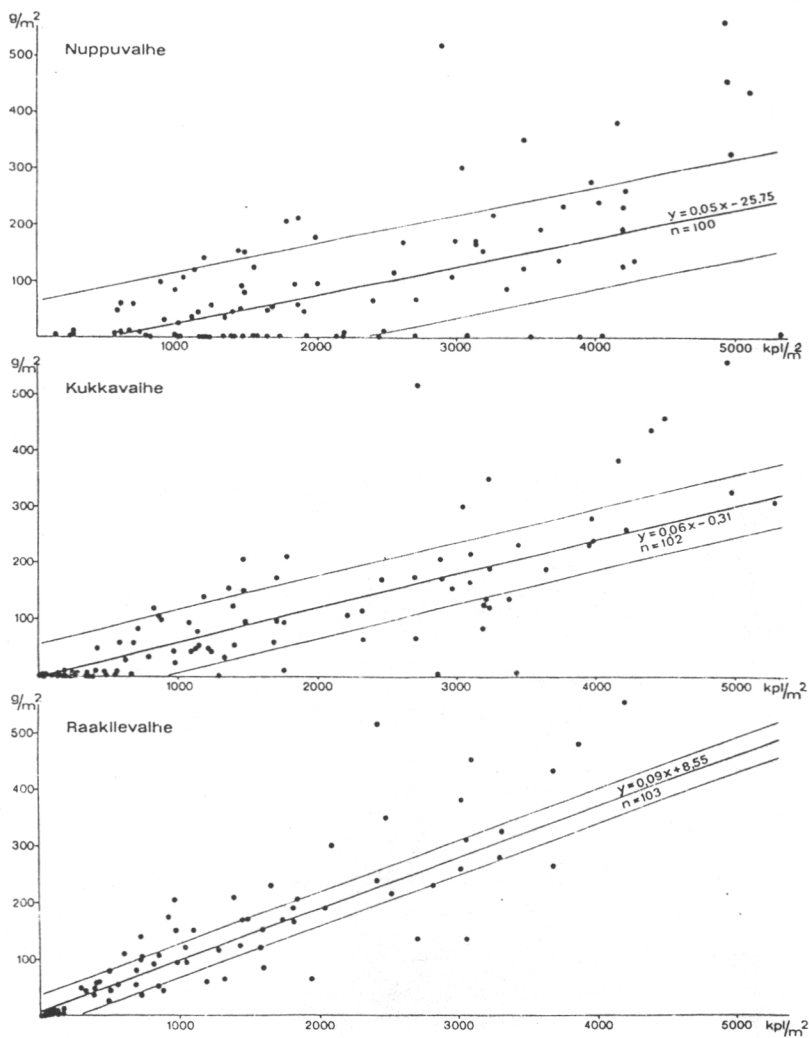 g/m²
Nuppuvaihe
500
400
300
200
100
y=0,05x−25,75
n=100
1000
2000
3000
4000
5000
kpl/m²
g/m²
Kukkavaihe
500
400
300
200
100
y=0,06x−0,31
n=102
1000
2000
3000
4000
5000
kpl/m²
g/m²
Raakilevaihe
500
400
300
200
100
y=0,09x+8,55
n=103
1000
2000
3000
4000
5000
kpl/m²